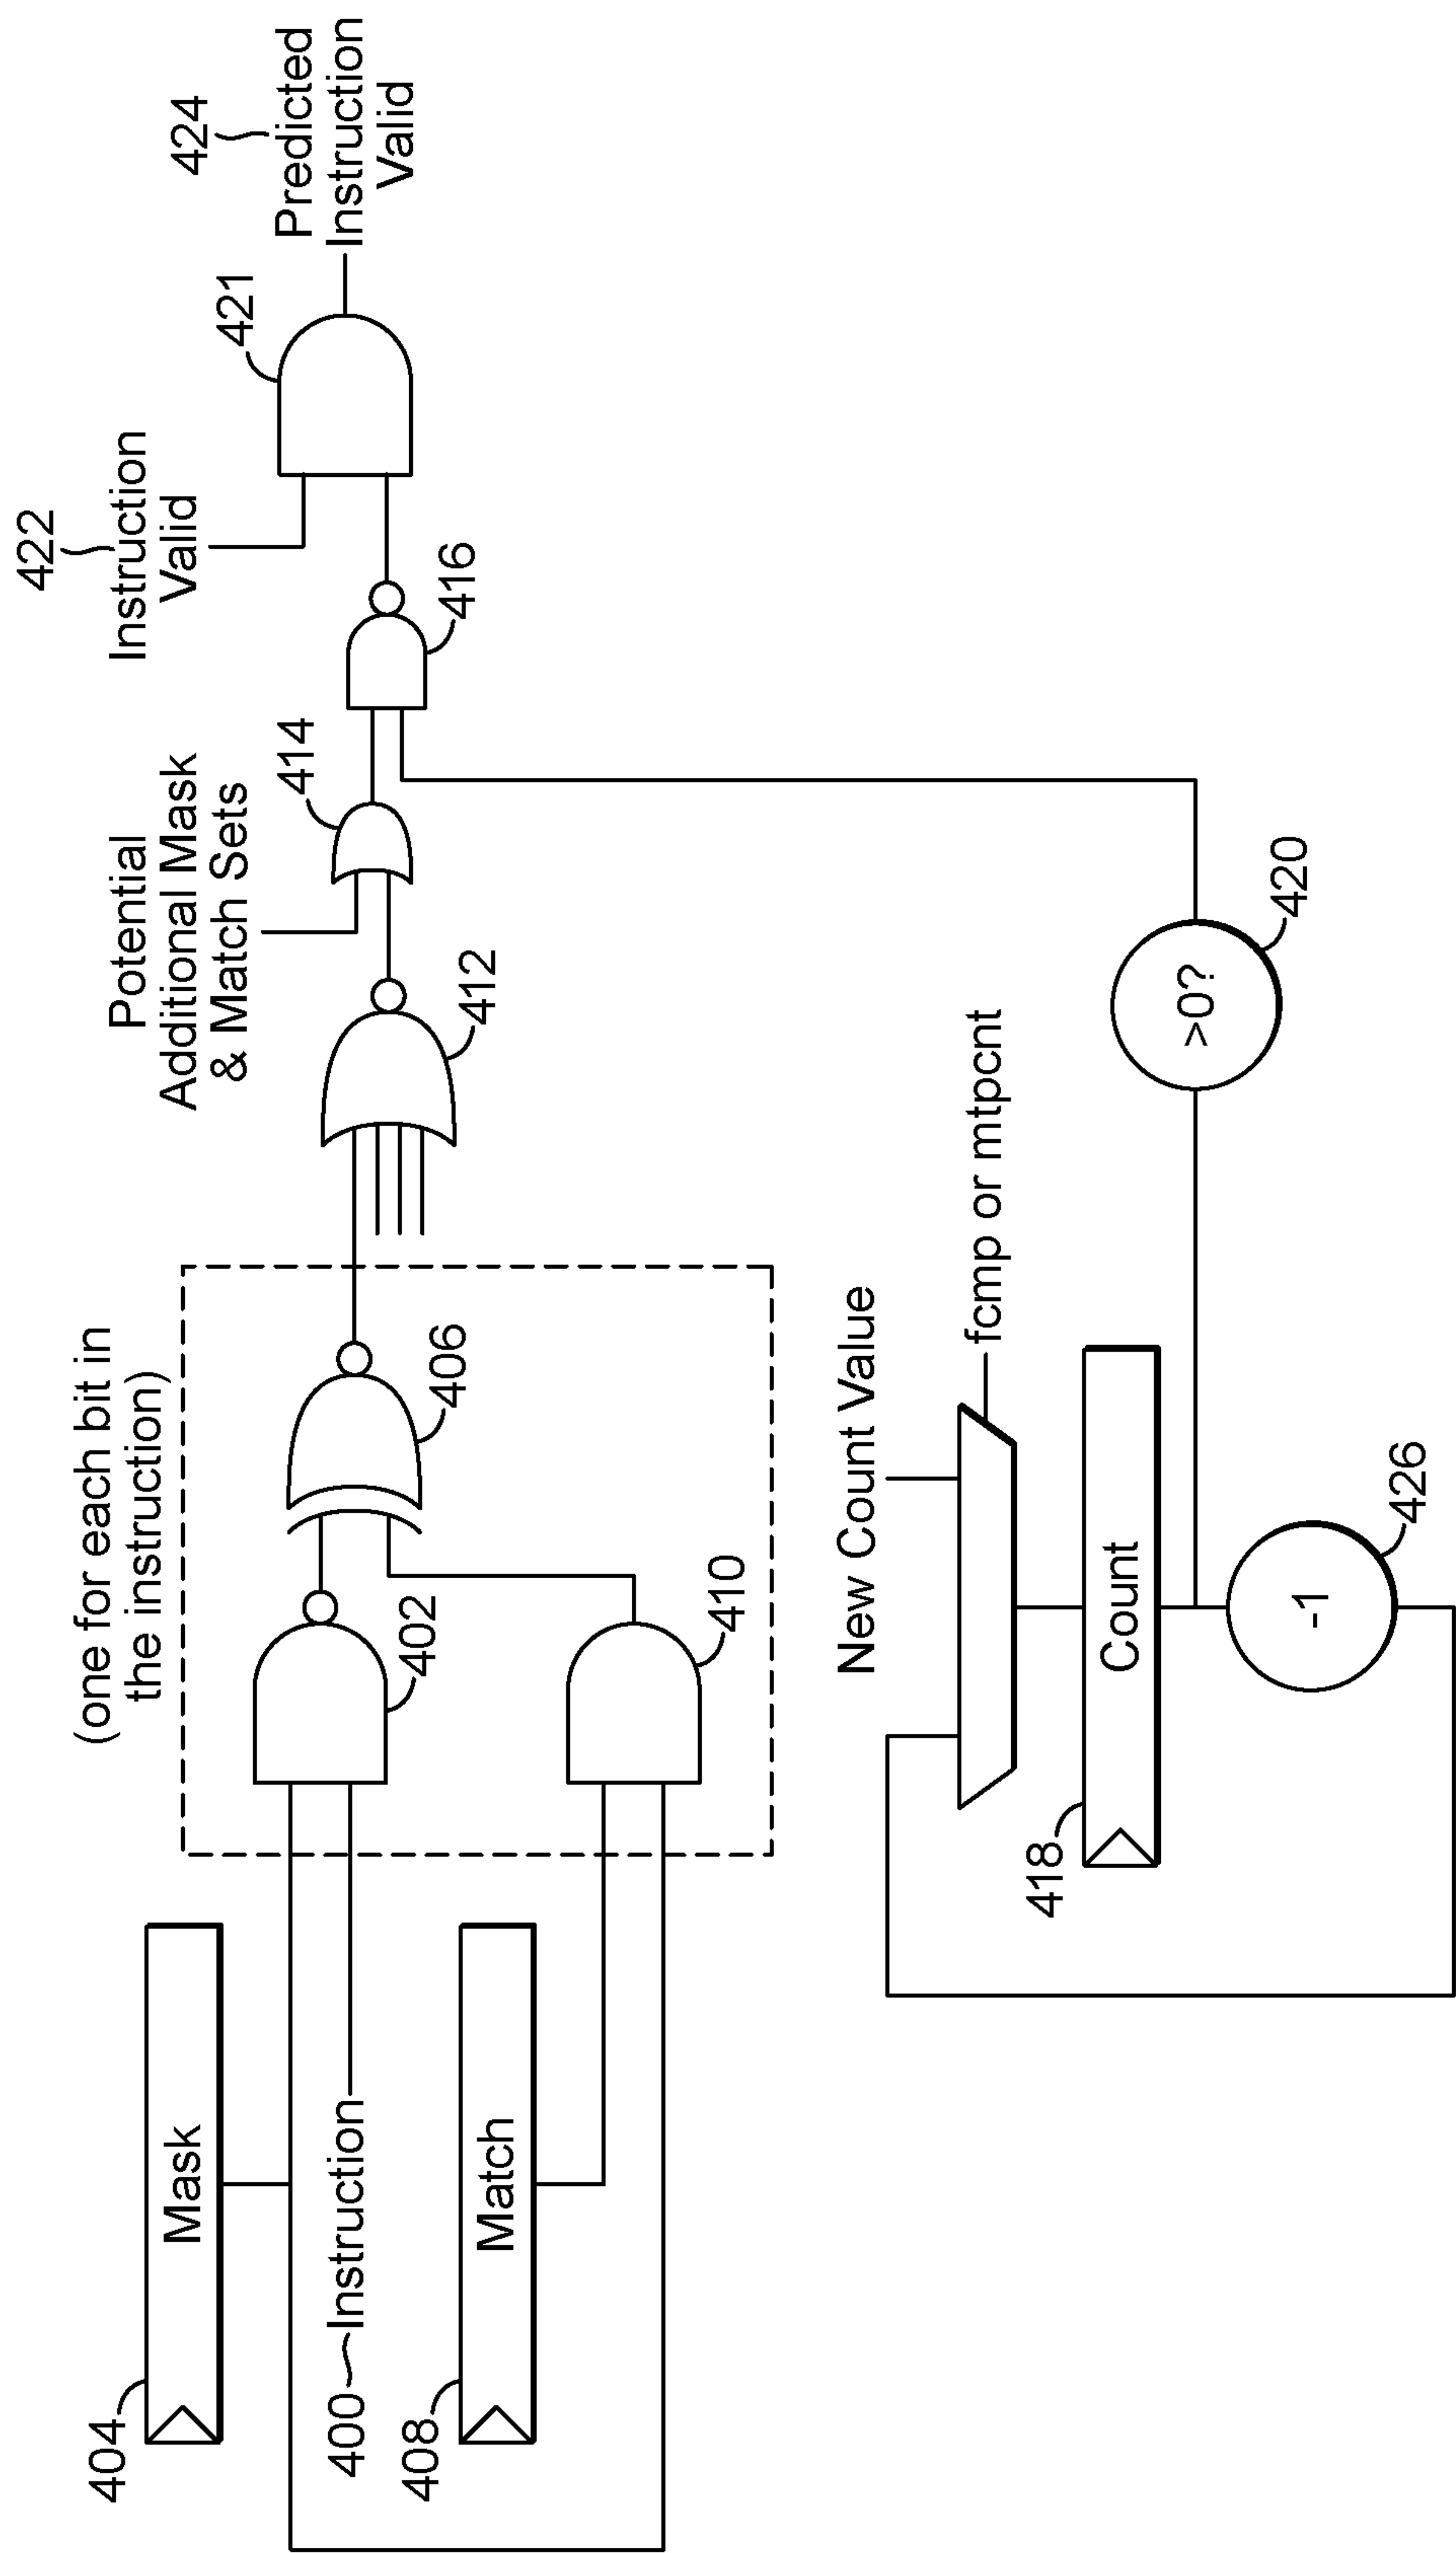 404
Mask
400
Instruction
408
Match
(one for each bit in
the instruction)
402
410
406
412
Potential
Additional Mask
& Match Sets
414
416
422
Instruction
Valid
421
424
Predicted
Instruction
Valid
New Count Value
fcmp or mtpcnt
418
Count
-1
426
>0?
420